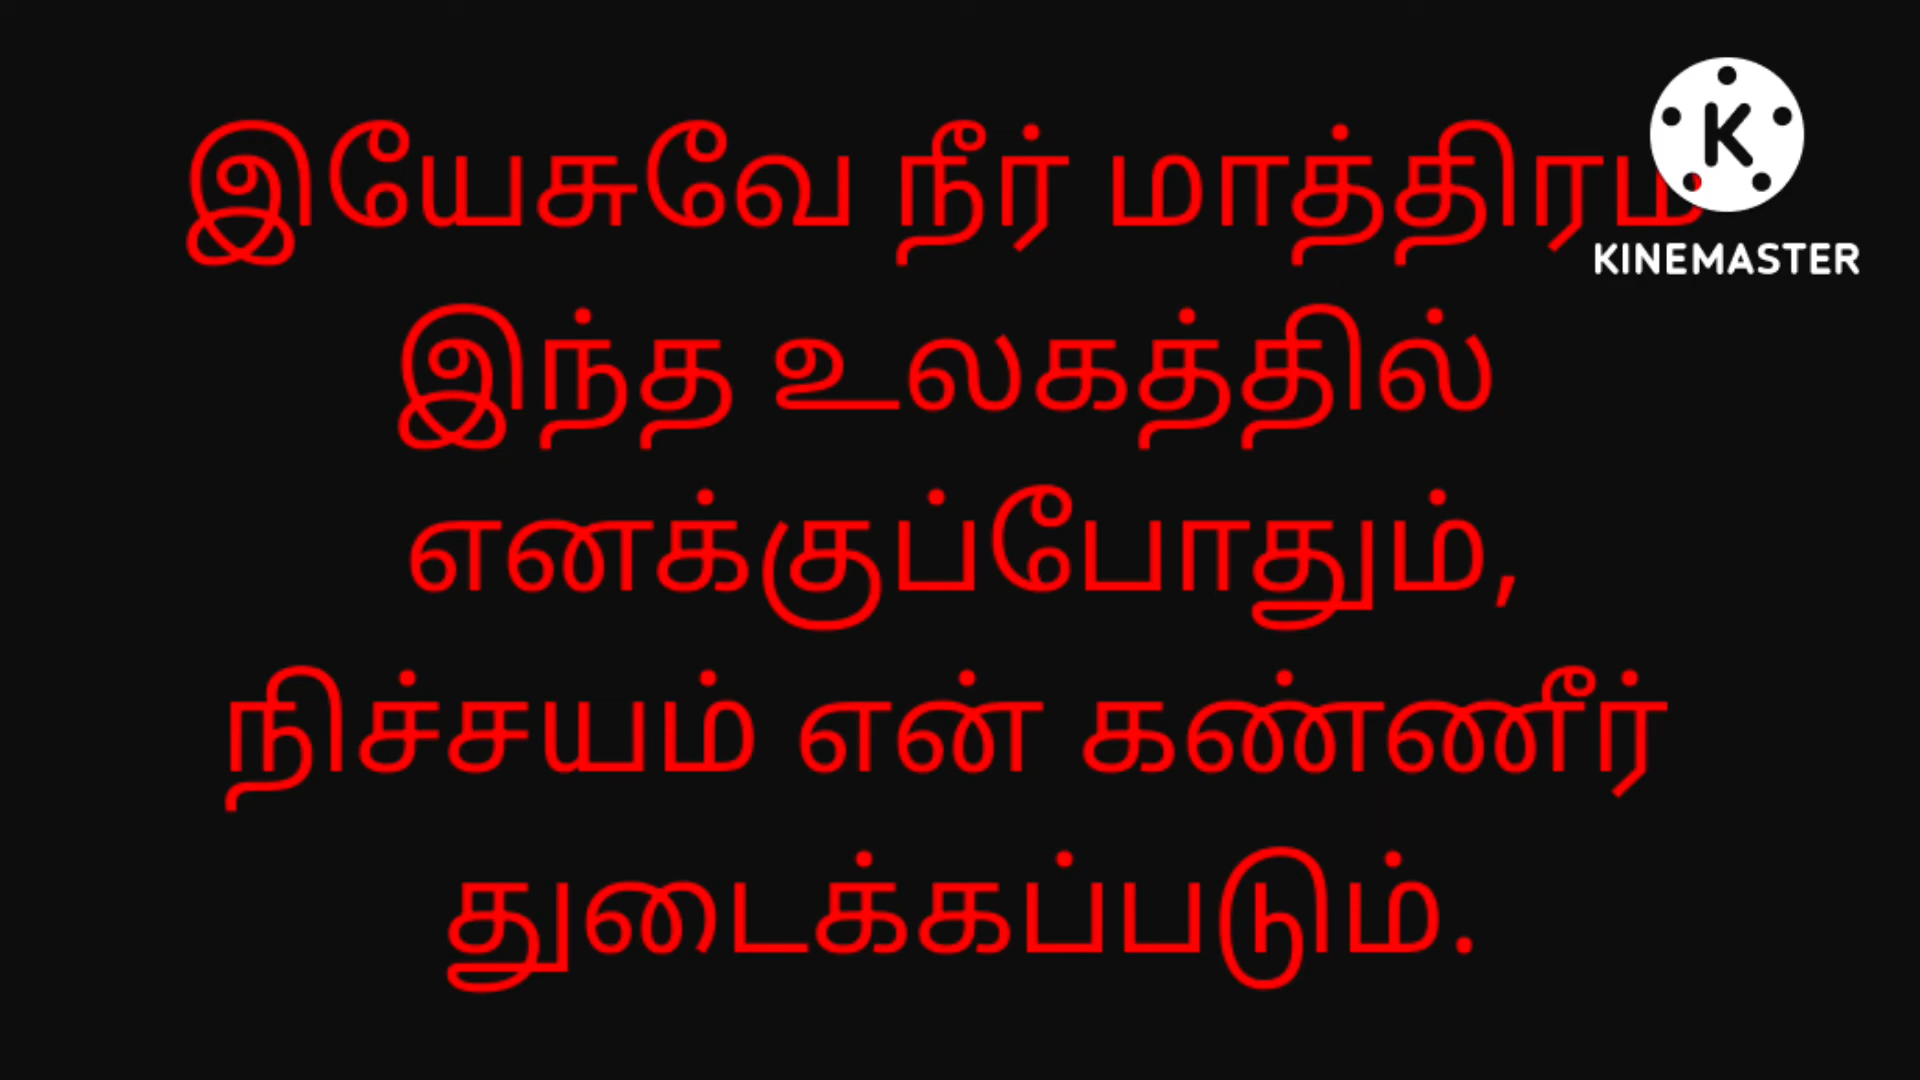 இயேசுவே நீர் மாத்திரம்
இந்த உலகத்தில்
எனக்குப்போதும்,
நிச்சயம் என் கண்ணீர்
துடைக்கப்படும்.
K
KINEMASTER